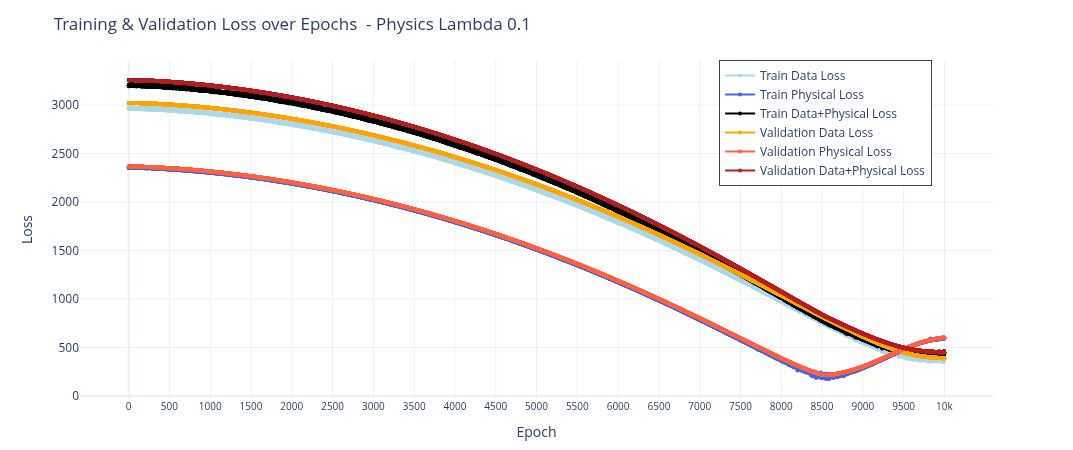 Training & Validation Loss over Epochs - Physics Lambda 0.1
Train Data Loss
Train Physical Loss
Train Data+Physical Loss
Validation Data Loss
Validation Physical Loss
Validation Data+Physical Loss
Loss
3000
2500
2000
1500
1000
500
0
0 500 1000 1500 2000 2500 3000 3500 4000 4500 5000 5500 6000 6500 7000 7500 8000 8500 9000 9500 10k
Epoch